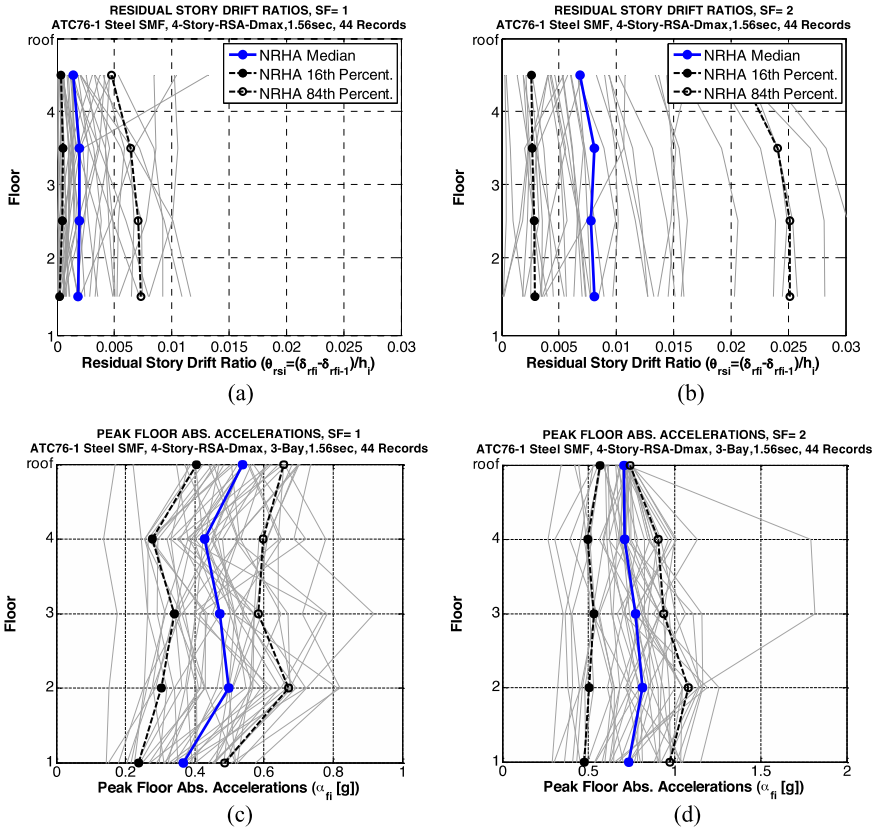 RESIDUAL STORY DRIFT RATIOS, SF= 1
ATC76-1 Steel SMF, 4-Story-RSA-Dmax,1.56sec, 44 Records
roof
4
3
2
1
Floor
NRHA Median
NRHA 16th Percent.
NRHA 84th Percent.
0 0.005 0.01 0.015 0.02 0.025 0.03
Residual Story Drift Ratio (θrsi=(δrfi-δrfi-1)/hi)
(a)
RESIDUAL STORY DRIFT RATIOS, SF= 2
ATC76-1 Steel SMF, 4-Story-RSA-Dmax,1.56sec, 44 Records
roof
4
3
2
1
Floor
NRHA Median
NRHA 16th Percent.
NRHA 84th Percent.
0 0.005 0.01 0.015 0.02 0.025 0.03
Residual Story Drift Ratio (θrsi=(δrfi-δrfi-1)/hi)
(b)
PEAK FLOOR ABS. ACCELERATIONS, SF= 1
ATC76-1 Steel SMF, 4-Story-RSA-Dmax, 3-Bay,1.56sec, 44 Records
roof
4
3
2
1
Floor
0 0.2 0.4 0.6 0.8 1
Peak Floor Abs. Accelerations (αfi [g])
(c)
PEAK FLOOR ABS. ACCELERATIONS, SF= 2
ATC76-1 Steel SMF, 4-Story-RSA-Dmax, 3-Bay,1.56sec, 44 Records
roof
4
3
2
1
Floor
0 0.5 1 1.5 2
Peak Floor Abs. Accelerations (αfi [g])
(d)